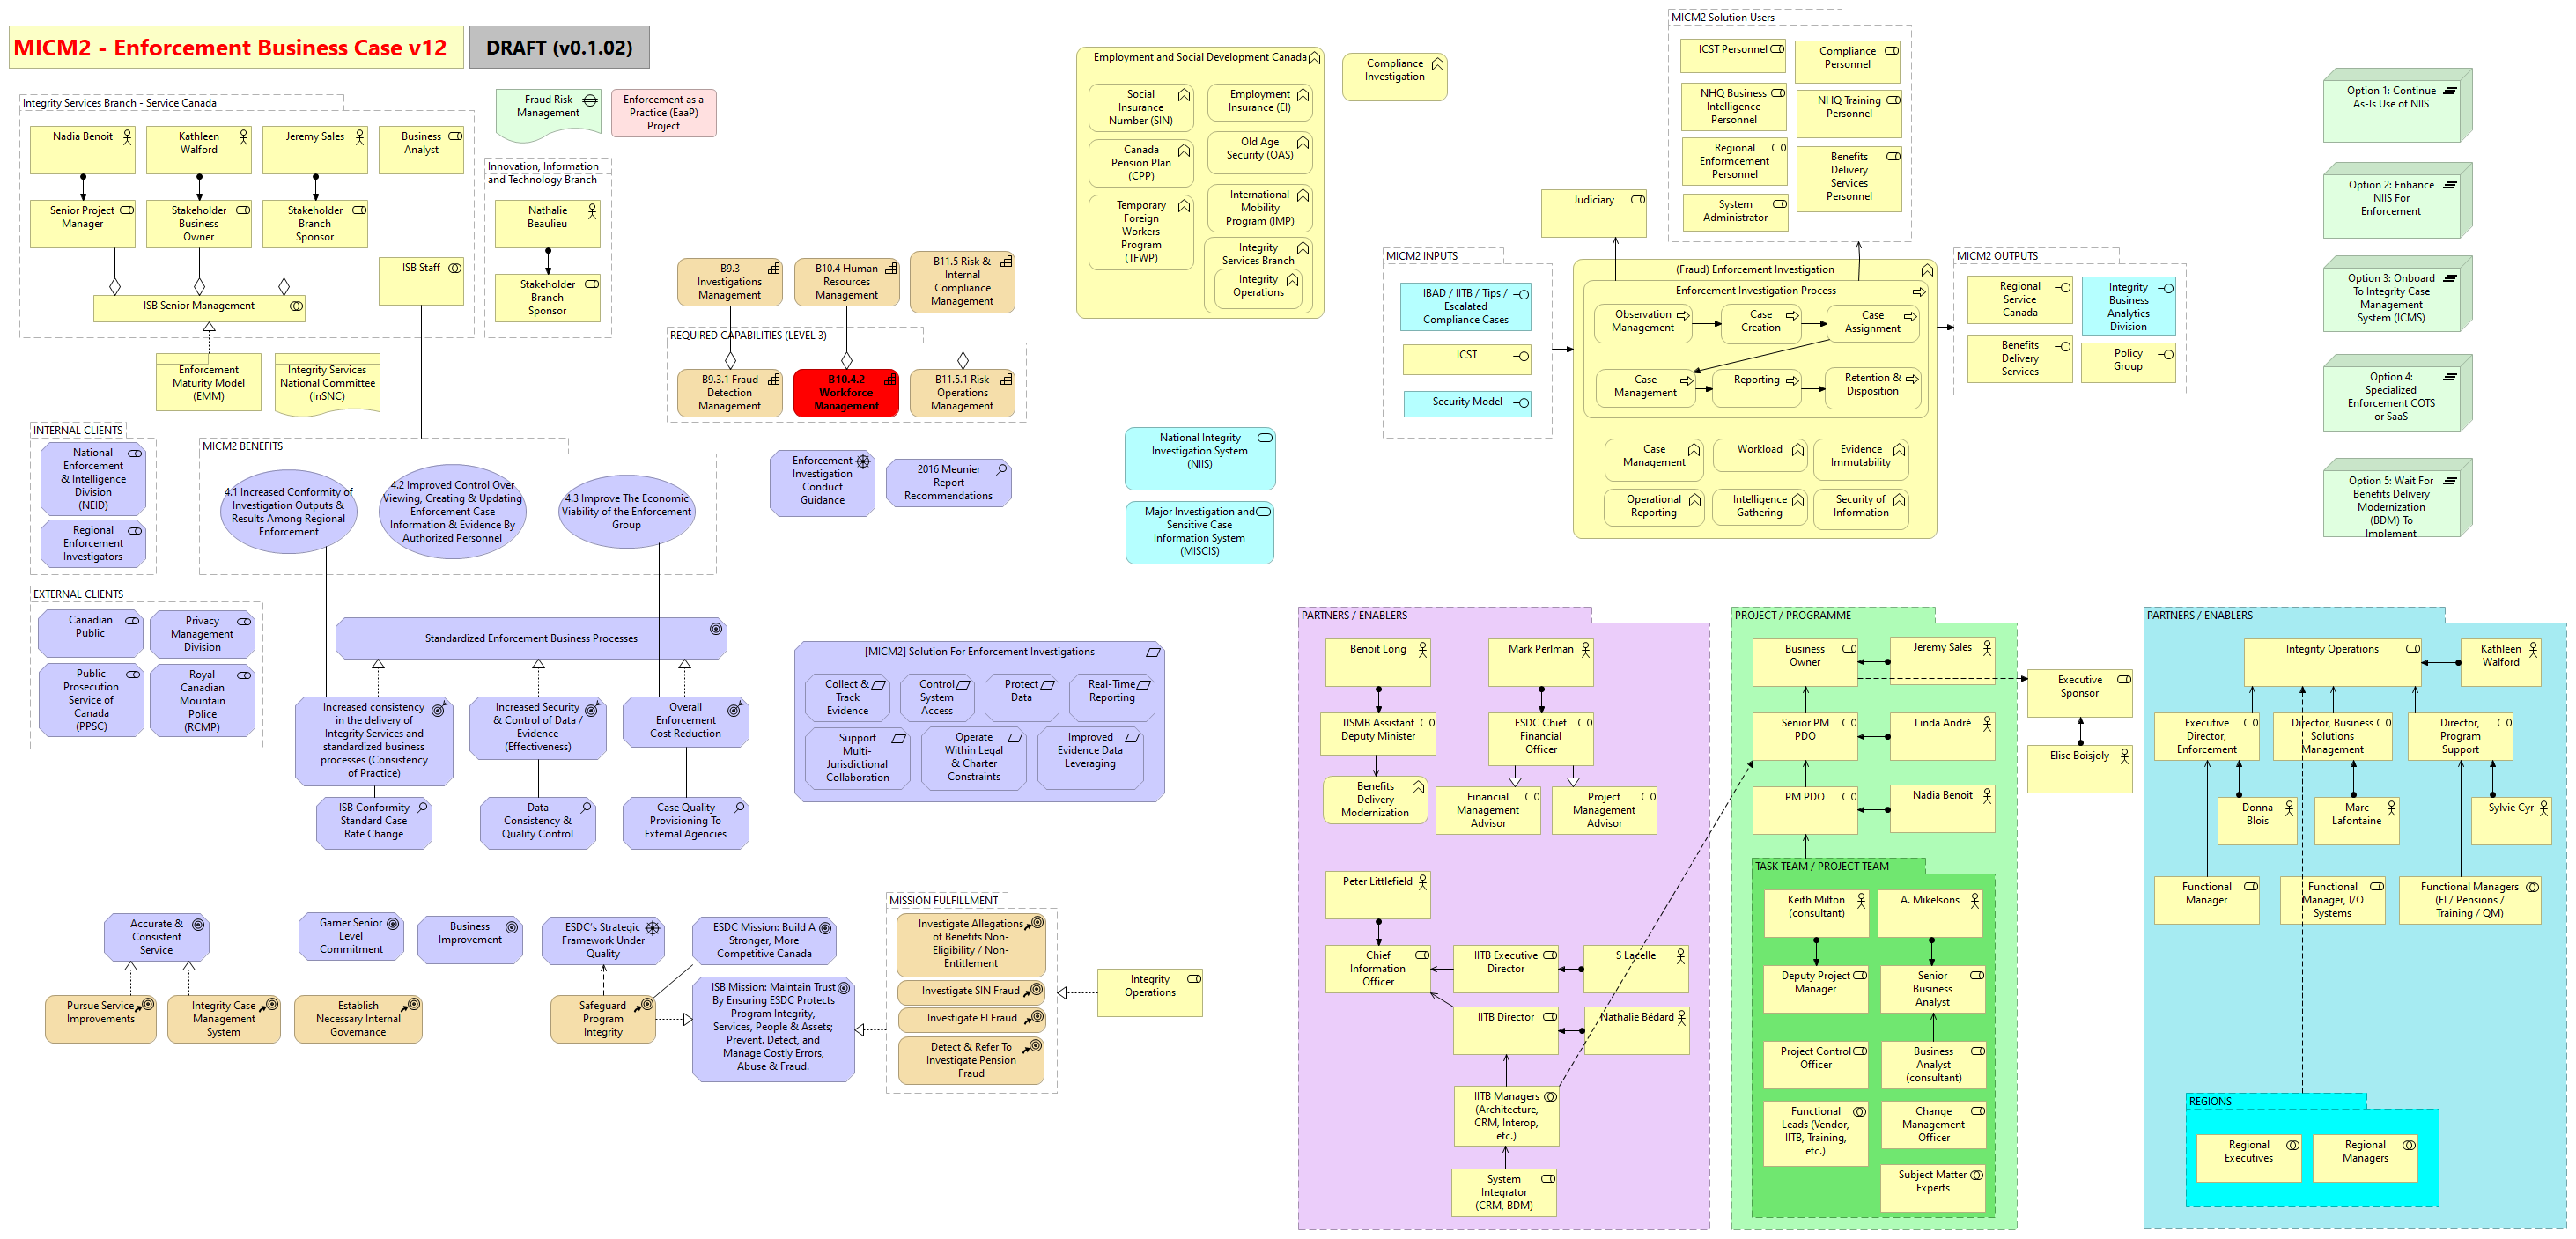 MICM2 - Enforcement Business Case v12
DRAFT (v0.1.02)
Integrity Services Branch - Service Canada
Nadia Benoit
Kathleen
Walford
Jeremy Sales
Business
Analyst
Senior Project
Manager
Stakeholder
Business
Owner
Stakeholder
Branch
Sponsor
ISB Staff
ISB Senior Management
Enforcement
Maturity Model
(EMM)
Integrity Services
National Committee
(InSNC)
Fraud Risk
Management
Enforcement as a
Practice (EaaP)
Project
Innovation, Information
and Technology Branch
Nathalie
Beaulieu
Stakeholder
Branch
Sponsor
B9.3
Investigations
Management
B10.4 Human
Resources
Management
B11.5 Risk &
Internal
Compliance
Management
REQUIRED CAPABILITIES (LEVEL 3)
B9.3.1 Fraud
Detection
Management
B10.4.2
Workforce
Management
B11.5.1 Risk
Operations
Management
INTERNAL CLIENTS
National
Enforcement
& Intelligence
Division
(NEID)
Regional
Enforcement
Investigators
MICM2 BENEFITS
4.1 Increased Conformity of
Investigation Outputs &
Results Among Regional
Enforcement
4.2 Improved Control Over
Viewing, Creating & Updating
Enforcement Case
Information & Evidence By
Authorized Personnel
4.3 Improve The Economic
Viability of the Enforcement
Group
Enforcement
Investigation
Conduct
Guidance
2016 Meunier
Report
Recommendations
EXTERNAL CLIENTS
Canadian
Public
Privacy
Management
Division
Public
Prosecution
Service of
Canada
(PPSC)
Royal
Canadian
Mountain
Police
(RCMP)
Standardized Enforcement Business Processes
Increased consistency
in the delivery of
Integrity Services and
standardized business
processes (Consistency
of Practice)
Increased Security
& Control of Data /
Evidence
(Effectiveness)
Overall
Enforcement
Cost Reduction
ISB Conformity
Standard Case
Rate Change
Data
Consistency &
Quality Control
Case Quality
Provisioning To
External Agencies
[MICM2] Solution For Enforcement Investigations
Collect &
Track
Evidence
Control
System
Access
Protect
Data
Real-Time
Reporting
Support
Multi-
Jurisdictional
Collaboration
Operate
Within Legal
& Charter
Constraints
Improved
Evidence Data
Leveraging
Accurate &
Consistent
Service
Garner Senior
Level
Commitment
Business
Improvement
ESDC's Strategic
Framework Under
Quality
ESDC Mission: Build A
Stronger, More
Competitive Canada
Pursue Service
Improvements
Integrity Case
Management
System
Establish
Necessary Internal
Governance
Safeguard
Program
Integrity
ISB Mission: Maintain Trust
By Ensuring ESDC Protects
Program Integrity,
Services, People & Assets;
Prevent. Detect, and
Manage Costly Errors,
Abuse & Fraud.
MISSION FULFILLMENT
Investigate Allegations
of Benefits Non-
Eligibility / Non-
Entitlement
Investigate SIN Fraud
Investigate EI Fraud
Detect & Refer To
Investigate Pension
Fraud
Integrity
Operations
Employment and Social Development Canada
Social
Insurance
Number (SIN)
Employment
Insurance (EI)
Canada
Pension Plan
(CPP)
Old Age
Security (OAS)
Temporary
Foreign
Workers
Program
(TFWP)
International
Mobility
Program (IMP)
Integrity
Services Branch
Integrity
Operations
Compliance
Investigation
National Integrity
Investigation System
(NIIS)
Major Investigation and
Sensitive Case
Information System
(MISCIS)
MICM2 Solution Users
ICST Personnel
Compliance
Personnel
NHQ Business
Intelligence
Personnel
NHQ Training
Personnel
Regional
Enformcement
Personnel
Benefits
Delivery
Services
Personnel
System
Administrator
Judiciary
MICM2 INPUTS
IBAD / IITB / Tips /
Escalated
Compliance Cases
ICST
Security Model
(Fraud) Enforcement Investigation
Enforcement Investigation Process
Observation
Management
Case
Creation
Case
Assignment
Case
Management
Reporting
Retention &
Disposition
Case
Management
Workload
Evidence
Immutability
Operational
Reporting
Intelligence
Gathering
Security of
Information
MICM2 OUTPUTS
Regional
Service
Canada
Integrity
Business
Analytics
Division
Benefits
Delivery
Services
Policy
Group
Option 1: Continue
As-Is Use of NIIS
Option 2: Enhance
NIIS For
Enforcement
Option 3: Onboard
To Integrity Case
Management
System (ICMS)
Option 4:
Specialized
Enforcement COTS
or SaaS
Option 5: Wait For
Benefits Delivery
Modernization
(BDM) To
Implement
PARTNERS / ENABLERS
Benoit Long
Mark Perlman
TISMB Assistant
Deputy Minister
ESDC Chief
Financial
Officer
Benefits
Delivery
Modernization
Financial
Management
Advisor
Project
Management
Advisor
Peter Littlefield
Chief
Information
Officer
IITB Executive
Director
S Lacelle
IITB Director
Nathalie Bédard
IITB Managers
(Architecture,
CRM, Interop,
etc.)
System
Integrator
(CRM, BDM)
PROJECT / PROGRAMME
Business
Owner
Jeremy Sales
Senior PM
PDO
Linda André
PM PDO
Nadia Benoit
TASK TEAM / PROJECT TEAM
Keith Milton
(consultant)
A. Mikelsons
Deputy Project
Manager
Senior
Business
Analyst
Project Control
Officer
Business
Analyst
(consultant)
Functional
Leads (Vendor,
IITB, Training,
etc.)
Change
Management
Officer
Subject Matter
Experts
Executive
Sponsor
Elise Boisjoly
PARTNERS / ENABLERS
Integrity Operations
Kathleen
Walford
Executive
Director,
Enforcement
Director, Business
Solutions
Management
Director,
Program
Support
Donna
Blois
Marc
Lafontaine
Sylvie Cyr
Functional
Manager
Functional
Manager, I/O
Systems
Functional Managers
(EI / Pensions /
Training / QM)
REGIONS
Regional
Executives
Regional
Managers